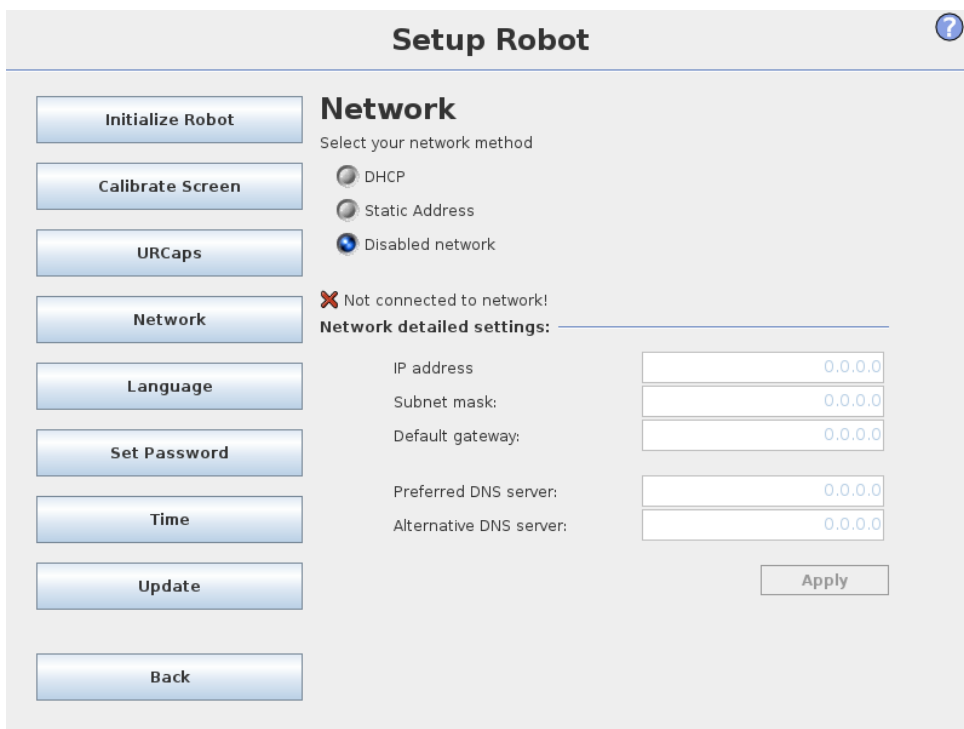 Setup Robot
?
Initialize Robot
Calibrate Screen
URCaps
Network
Language
Set Password
Time
Update
Back
Network
Select your network method
DHCP
Static Address
Disabled network
Not connected to network!
Network detailed settings:
IP address 0.0.0.0
Subnet mask: 0.0.0.0
Default gateway: 0.0.0.0
Preferred DNS server: 0.0.0.0
Alternative DNS server: 0.0.0.0
Apply